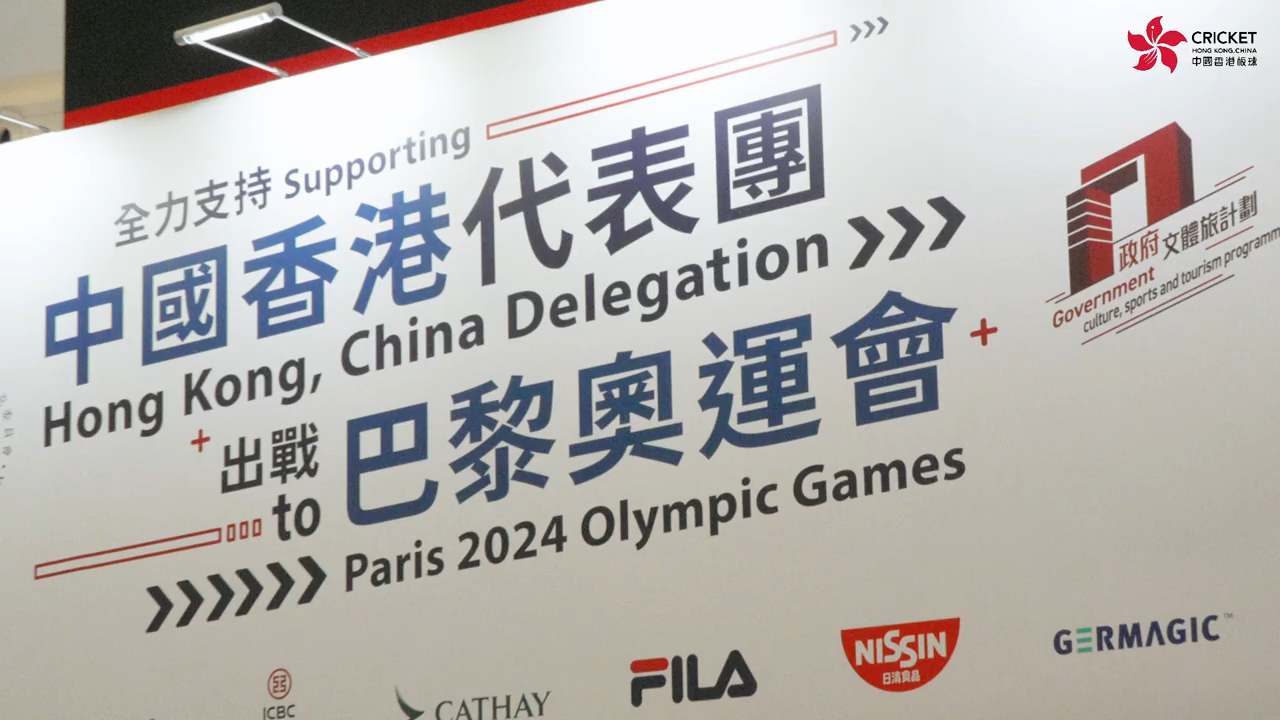 CRICKET
HONG KONG, CHINA
中國香港板球
全力支持 Supporting
中國香港代表團
Hong Kong, China Delegation
出戰 巴黎奧運會
to
Paris 2024 Olympic Games
政府文體旅計劃
Government
culture, sports and tourism programm
ICBC
CATHAY
FILA
NISSIN
日清食品
GERMAGIC™